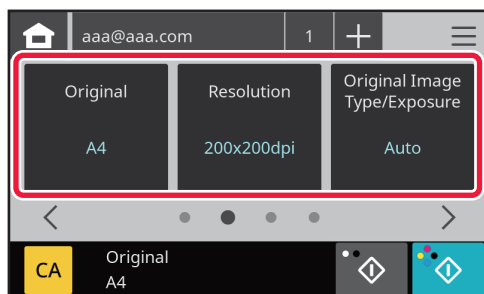 aaa@aaa.com 1
Original
A4
Resolution
200x200dpi
Original Image
Type/Exposure
Auto
CA
Original
A4